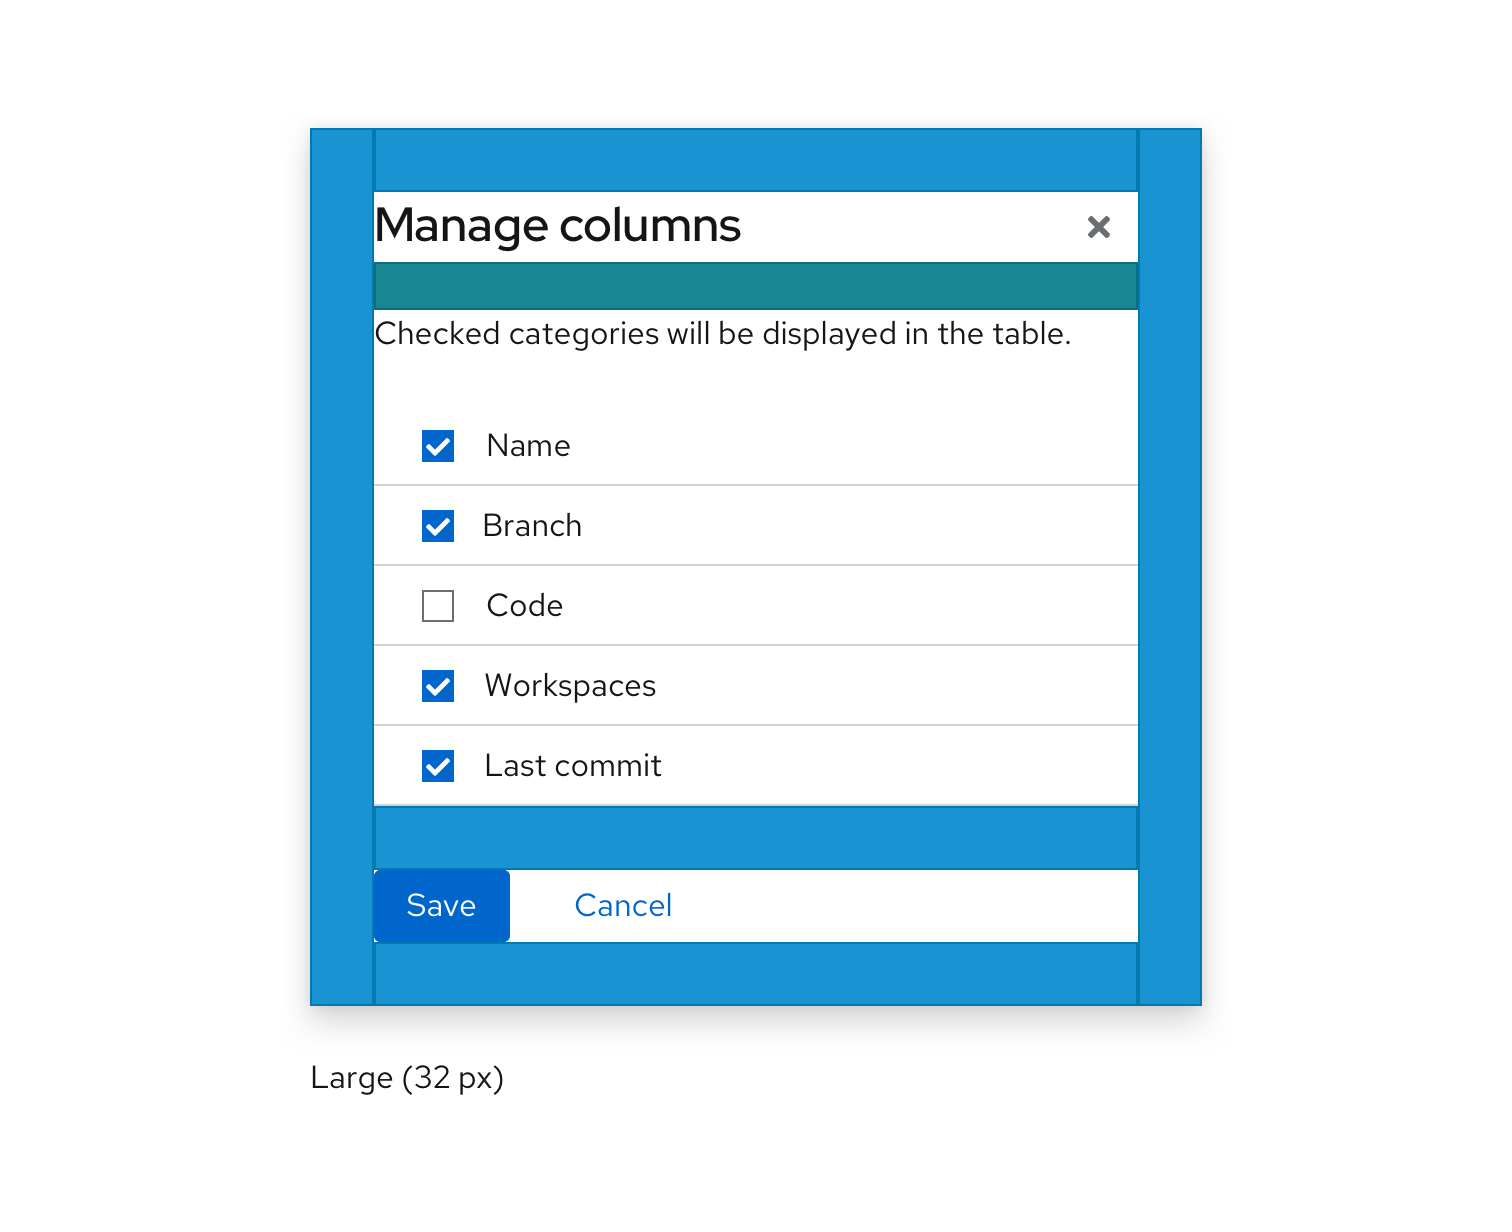 Manage columns
Checked categories will be displayed in the table.
Name
Branch
Code
Workspaces
Last commit
Save Cancel
Large (32 px)